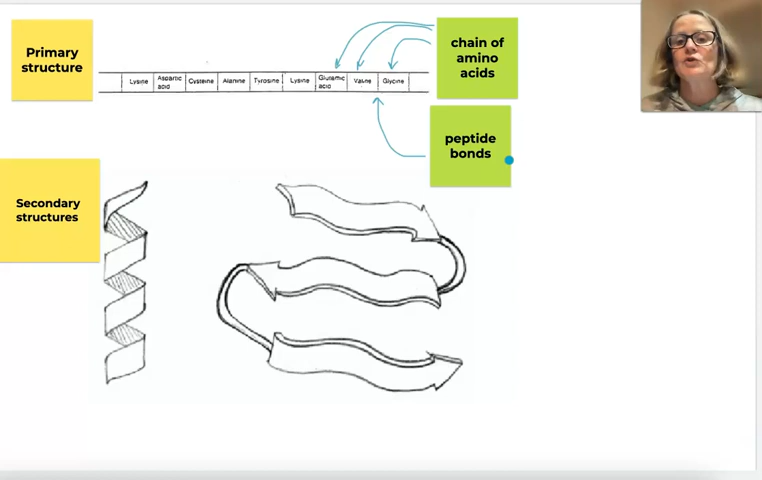 Primary
structure
chain of
amino
acids
Lysine Aspartic acid Cysteine Alanine Tyrosine Lysine Glutamic acid Valine Glycine
peptide
bonds
Secondary
structures